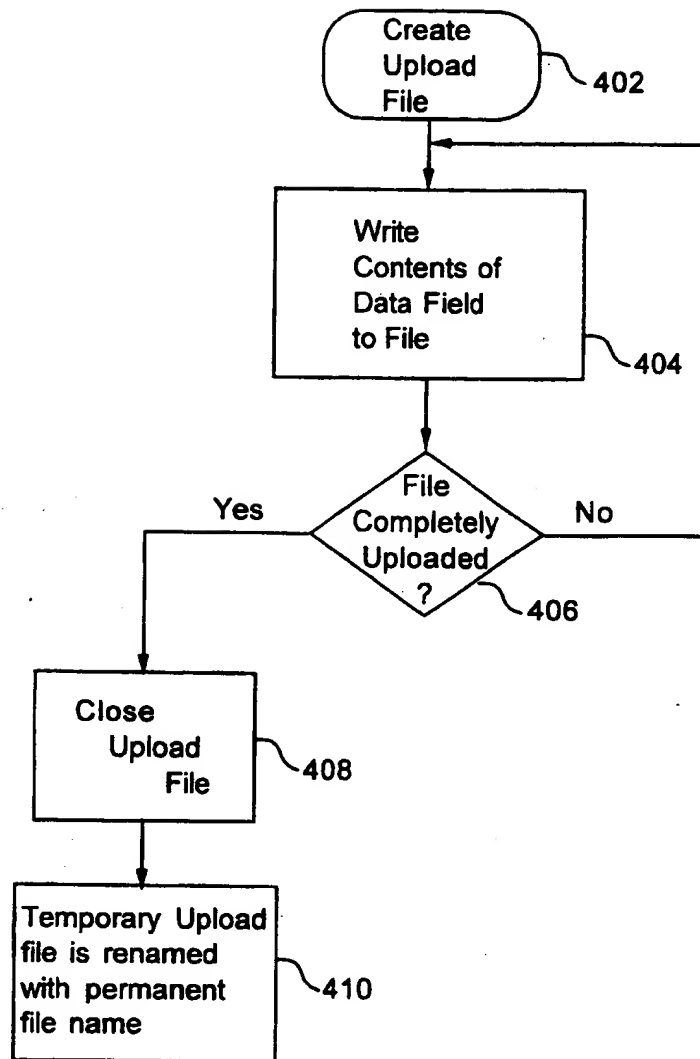 Create
Upload
File
402
Write
Contents of
Data Field
to File
404
File
Completely
Uploaded
?
406
Yes
No
Close
Upload
File
408
Temporary Upload
file is renamed
with permanent
file name
410